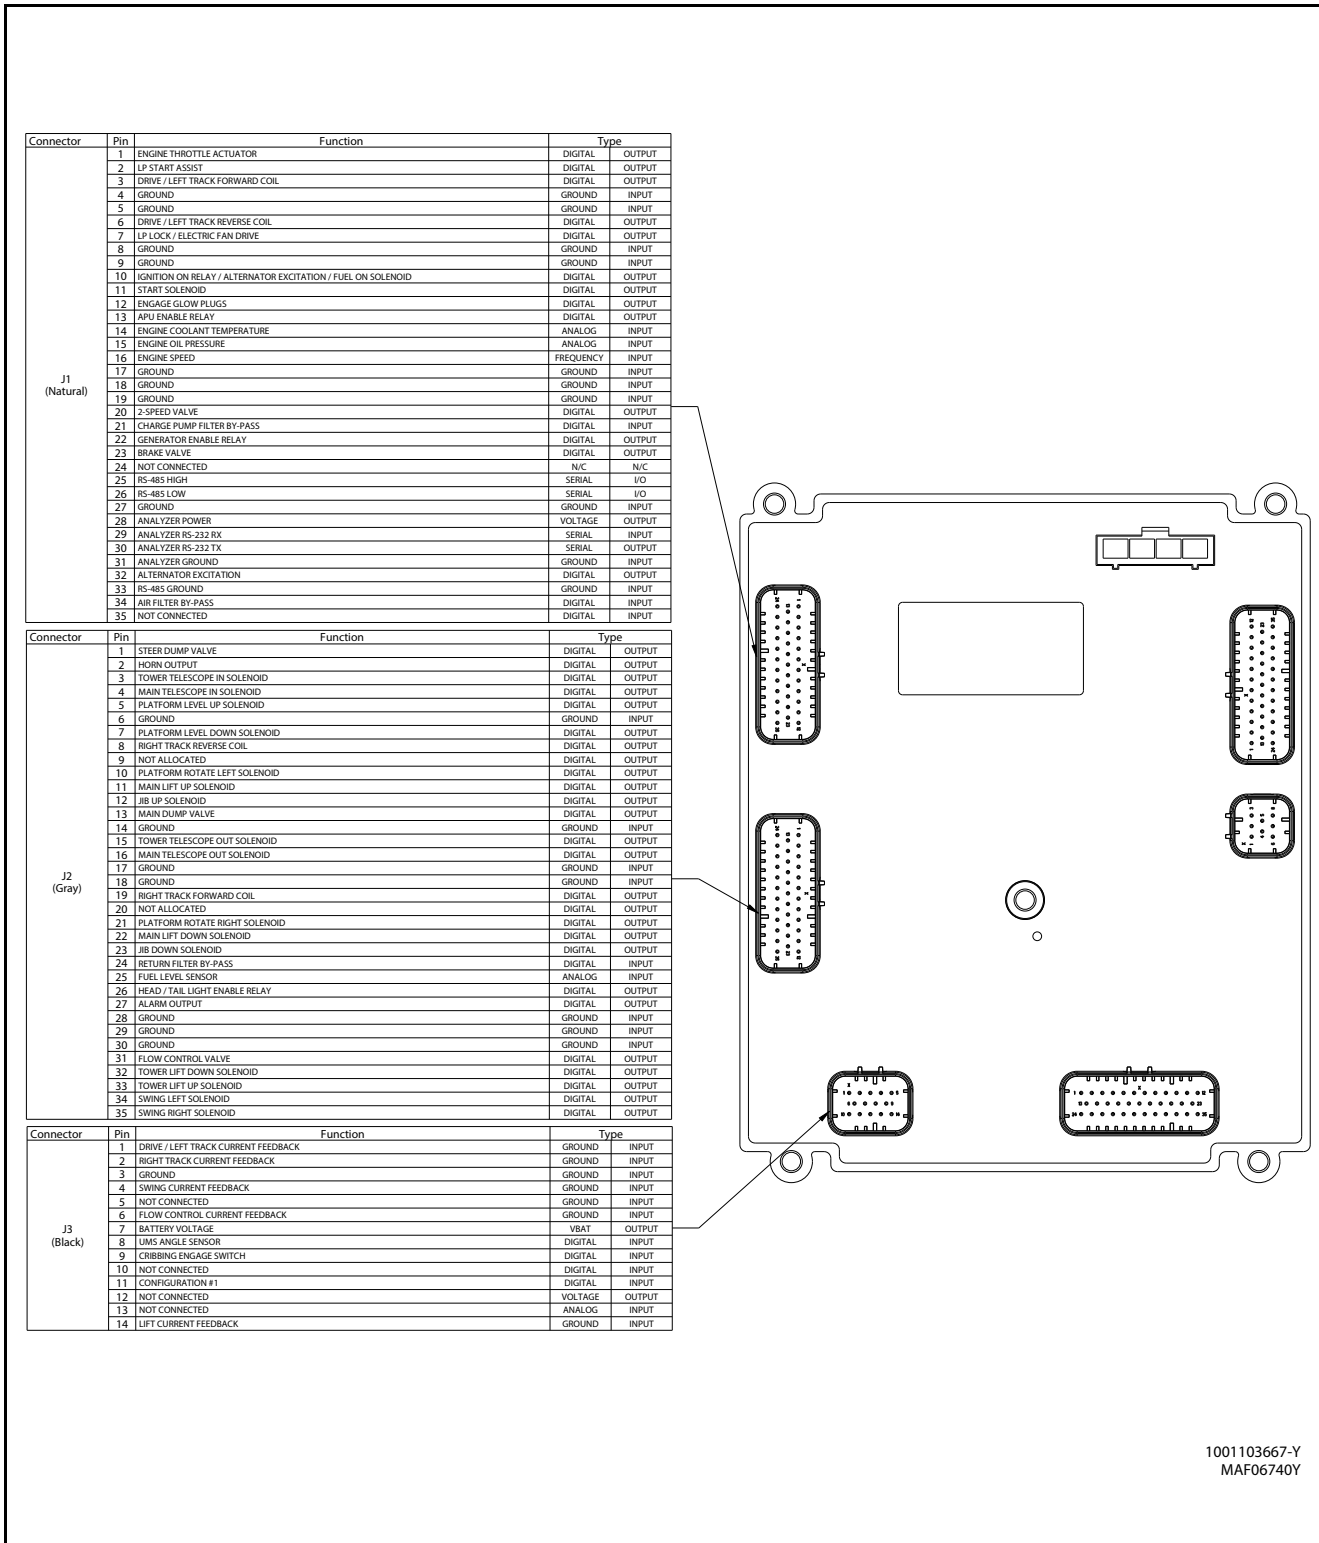 Connector Pin Function Type
J1
(Natural)
1 ENGINE THROTTLE ACTUATOR DIGITAL OUTPUT
2 LP START ASSIST DIGITAL OUTPUT
3 DRIVE / LEFT TRACK FORWARD COIL DIGITAL OUTPUT
4 GROUND GROUND INPUT
5 GROUND GROUND INPUT
6 DRIVE / LEFT TRACK REVERSE COIL DIGITAL OUTPUT
7 LP LOCK / ELECTRIC FAN DRIVE DIGITAL OUTPUT
8 GROUND GROUND INPUT
9 GROUND GROUND INPUT
10 IGNITION ON RELAY / ALTERNATOR EXCITATION / FUEL ON SOLENOID DIGITAL OUTPUT
11 START SOLENOID DIGITAL OUTPUT
12 ENGAGE GLOW PLUGS DIGITAL OUTPUT
13 APU ENABLE RELAY DIGITAL OUTPUT
14 ENGINE COOLANT TEMPERATURE ANALOG INPUT
15 ENGINE OIL PRESSURE ANALOG INPUT
16 ENGINE SPEED FREQUENCY INPUT
17 GROUND GROUND INPUT
18 GROUND GROUND INPUT
19 GROUND GROUND INPUT
20 2-SPEED VALVE DIGITAL OUTPUT
21 CHARGE PUMP FILTER BY-PASS DIGITAL INPUT
22 GENERATOR ENABLE RELAY DIGITAL OUTPUT
23 BRAKE VALVE DIGITAL OUTPUT
24 NOT CONNECTED N/C N/C
25 RS-485 HIGH SERIAL I/O
26 RS-485 LOW SERIAL I/O
27 GROUND GROUND INPUT
28 ANALYZER POWER VOLTAGE OUTPUT
29 ANALYZER RS-232 RX SERIAL INPUT
30 ANALYZER RS-232 TX SERIAL OUTPUT
31 ANALYZER GROUND GROUND INPUT
32 ALTERNATOR EXCITATION DIGITAL OUTPUT
33 RS-485 GROUND GROUND INPUT
34 AIR FILTER BY-PASS DIGITAL INPUT
35 NOT CONNECTED DIGITAL INPUT
Connector Pin Function Type
J2
(Gray)
1 STEER DUMP VALVE DIGITAL OUTPUT
2 HORN OUTPUT DIGITAL OUTPUT
3 TOWER TELESCOPE IN SOLENOID DIGITAL OUTPUT
4 MAIN TELESCOPE IN SOLENOID DIGITAL OUTPUT
5 PLATFORM LEVEL UP SOLENOID DIGITAL OUTPUT
6 GROUND GROUND INPUT
7 PLATFORM LEVEL DOWN SOLENOID DIGITAL OUTPUT
8 RIGHT TRACK REVERSE COIL DIGITAL OUTPUT
9 NOT ALLOCATED DIGITAL OUTPUT
10 PLATFORM ROTATE LEFT SOLENOID DIGITAL OUTPUT
11 MAIN LIFT UP SOLENOID DIGITAL OUTPUT
12 JIB UP SOLENOID DIGITAL OUTPUT
13 MAIN DUMP VALVE DIGITAL OUTPUT
14 GROUND GROUND INPUT
15 TOWER TELESCOPE OUT SOLENOID DIGITAL OUTPUT
16 MAIN TELESCOPE OUT SOLENOID DIGITAL OUTPUT
17 GROUND GROUND INPUT
18 GROUND GROUND INPUT
19 RIGHT TRACK FORWARD COIL DIGITAL OUTPUT
20 NOT ALLOCATED DIGITAL OUTPUT
21 PLATFORM ROTATE RIGHT SOLENOID DIGITAL OUTPUT
22 MAIN LIFT DOWN SOLENOID DIGITAL OUTPUT
23 JIB DOWN SOLENOID DIGITAL OUTPUT
24 RETURN FILTER BY-PASS DIGITAL INPUT
25 FUEL LEVEL SENSOR ANALOG INPUT
26 HEAD / TAIL LIGHT ENABLE RELAY DIGITAL OUTPUT
27 ALARM OUTPUT DIGITAL OUTPUT
28 GROUND GROUND INPUT
29 GROUND GROUND INPUT
30 GROUND GROUND INPUT
31 FLOW CONTROL VALVE DIGITAL OUTPUT
32 TOWER LIFT DOWN SOLENOID DIGITAL OUTPUT
33 TOWER LIFT UP SOLENOID DIGITAL OUTPUT
34 SWING LEFT SOLENOID DIGITAL OUTPUT
35 SWING RIGHT SOLENOID DIGITAL OUTPUT
Connector Pin Function Type
J3
(Black)
1 DRIVE / LEFT TRACK CURRENT FEEDBACK GROUND INPUT
2 RIGHT TRACK CURRENT FEEDBACK GROUND INPUT
3 GROUND GROUND INPUT
4 SWING CURRENT FEEDBACK GROUND INPUT
5 NOT CONNECTED GROUND INPUT
6 FLOW CONTROL CURRENT FEEDBACK GROUND INPUT
7 BATTERY VOLTAGE VBAT OUTPUT
8 UMS ANGLE SENSOR DIGITAL INPUT
9 CRIBBING ENGAGE SWITCH DIGITAL INPUT
10 NOT CONNECTED DIGITAL INPUT
11 CONFIGURATION #1 DIGITAL INPUT
12 NOT CONNECTED VOLTAGE OUTPUT
13 NOT CONNECTED ANALOG INPUT
14 LIFT CURRENT FEEDBACK GROUND INPUT
1001103667-Y
MAF06740Y